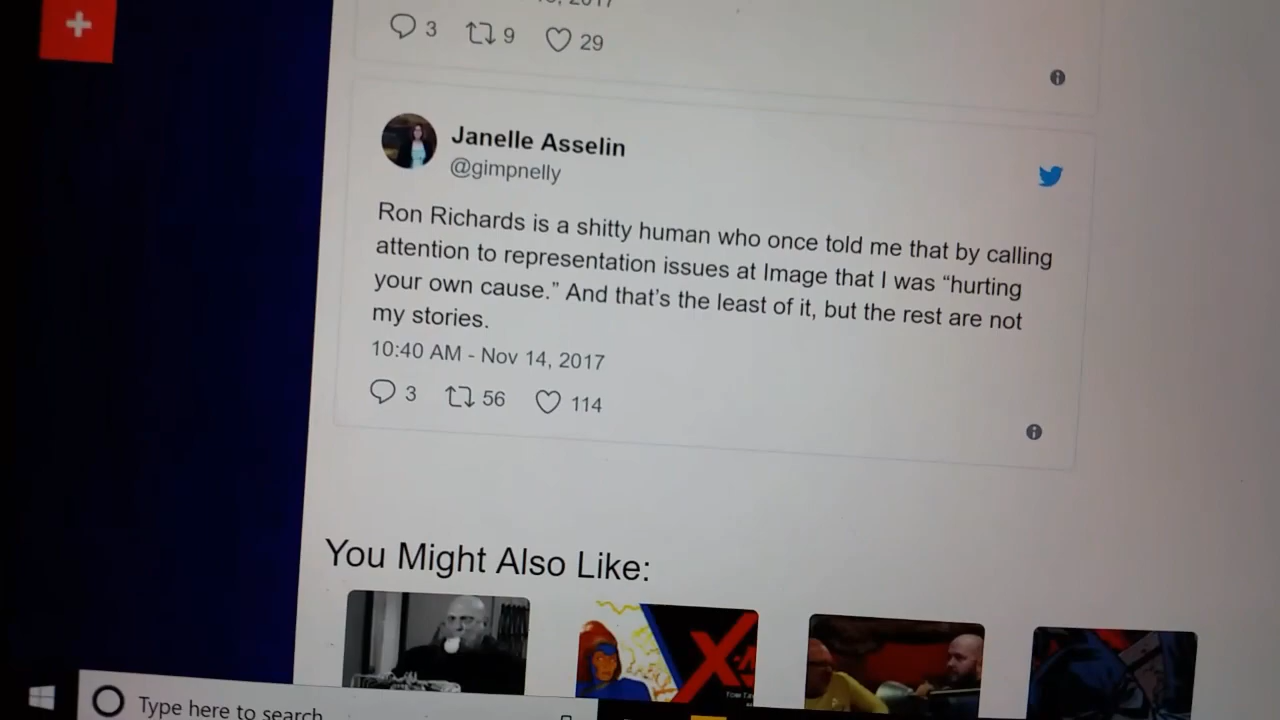 2017
3 9 29
Janelle Asselin
@gimpnelly
Ron Richards is a shitty human who once told me that by calling
attention to representation issues at Image that I was “hurting
your own cause.” And that’s the least of it, but the rest are not
my stories.
10:40 AM - Nov 14, 2017
3 56 114
You Might Also Like:
Type here to search